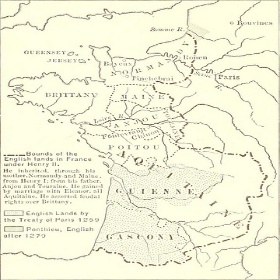 Bouvines
Somme R.
GUERNSEY
JERSEY
Rouen
Bayeux
NORMANDY
Paris
Tinchebrai
BRITTANY
MAINE
ANJOU
POITOU
AQUITAINE
GUIENNE
GASCONY
Bounds of the
English lands in France
under Henry II.
He inherited, through his
mother, Normandy and Maine,
from Henry I; from his father,
Anjou and Touraine. He gained
by marriage with Eleanor, all
Aquitaine. He asserted feudal
rights over Brittany.
English Lands by
the Treaty of Paris 1259
Ponthieu, English
after 1279